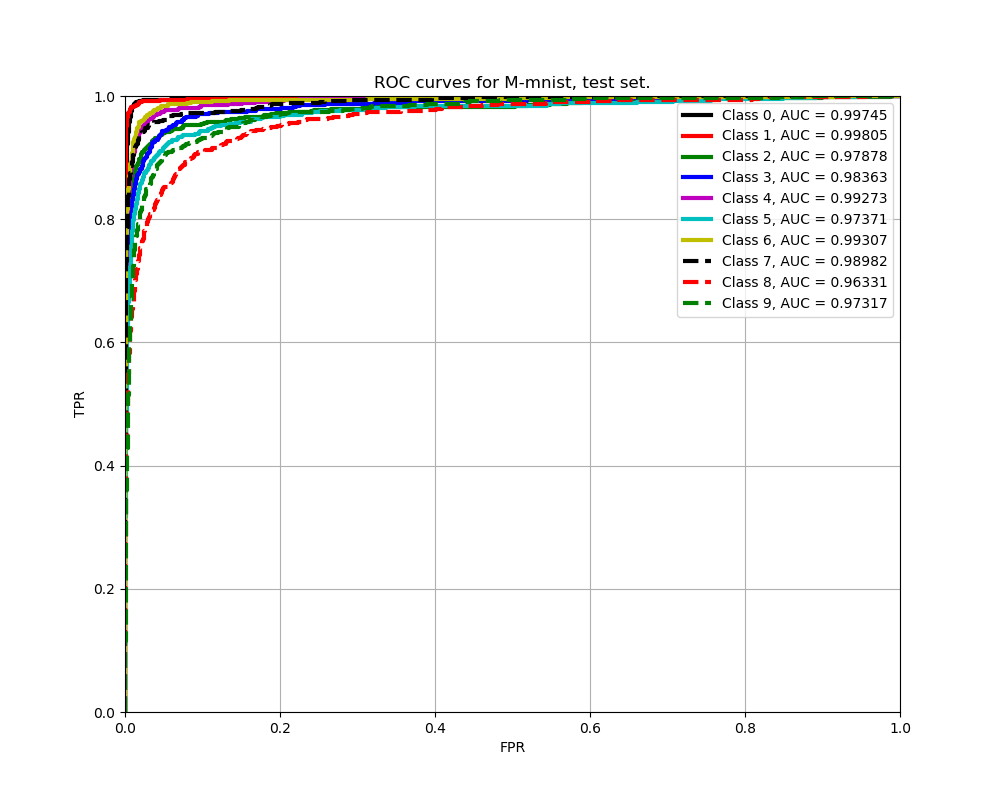 ROC curves for M-mnist, test set.
1.0
0.8
0.6
0.4
0.2
0.0
TPR
Class 0, AUC = 0.99745
Class 1, AUC = 0.99805
Class 2, AUC = 0.97878
Class 3, AUC = 0.98363
Class 4, AUC = 0.99273
Class 5, AUC = 0.97371
Class 6, AUC = 0.99307
Class 7, AUC = 0.98982
Class 8, AUC = 0.96331
Class 9, AUC = 0.97317
0.0 0.2 0.4 0.6 0.8 1.0
FPR